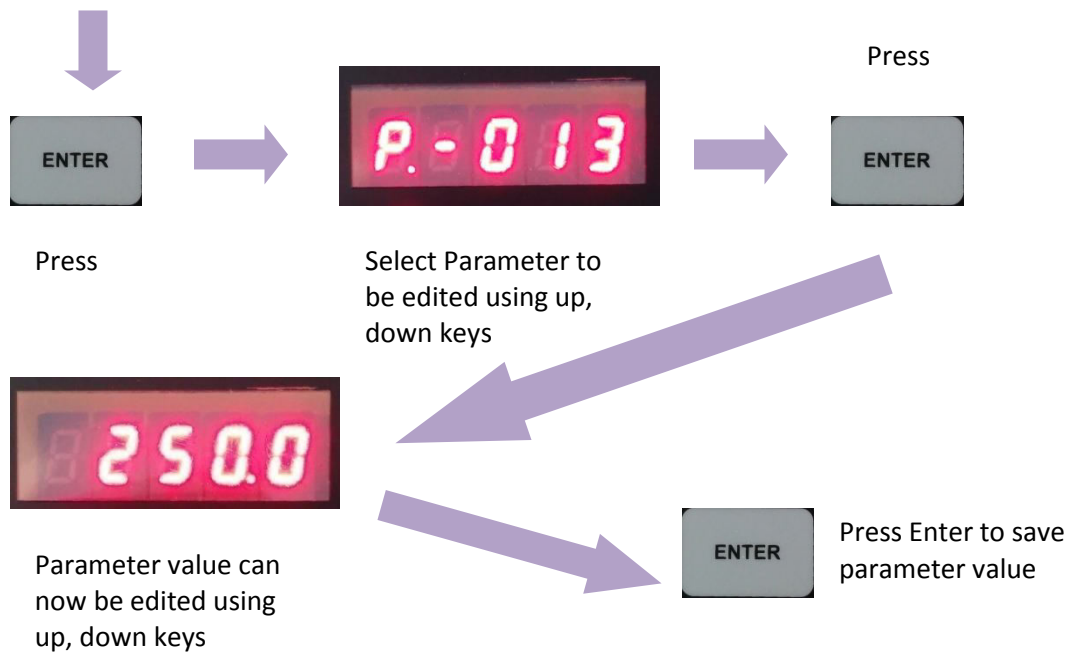 Press
ENTER
P.-013
ENTER
Press
Select Parameter to
be edited using up,
down keys
250.0
Parameter value can
now be edited using
up, down keys
ENTER
Press Enter to save
parameter value